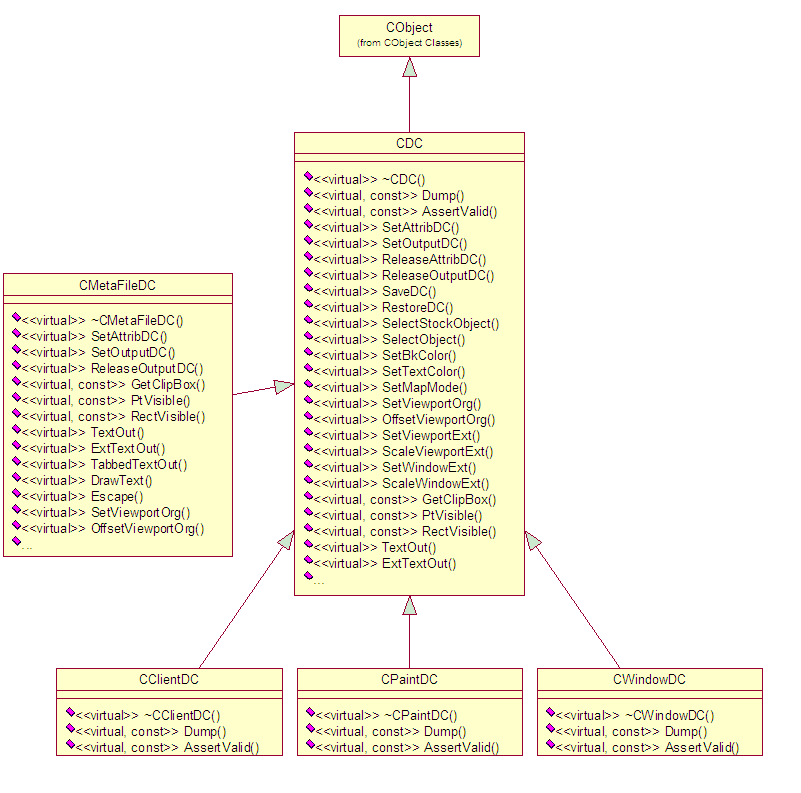 CObject
(from CObject Classes)
CDC
<<virtual>> ~CDC()
<<virtual, const>> Dump()
<<virtual, const>> AssertValid()
<<virtual>> SetAttribDC()
<<virtual>> SetOutputDC()
<<virtual>> ReleaseAttribDC()
<<virtual>> ReleaseOutputDC()
<<virtual>> SaveDC()
<<virtual>> RestoreDC()
<<virtual>> SelectStockObject()
<<virtual>> SelectObject()
<<virtual>> SetBkColor()
<<virtual>> SetTextColor()
<<virtual>> SetMapMode()
<<virtual>> SetViewportOrg()
<<virtual>> OffsetViewportOrg()
<<virtual>> SetViewportExt()
<<virtual>> ScaleViewportExt()
<<virtual>> SetWindowExt()
<<virtual>> ScaleWindowExt()
<<virtual, const>> GetClipBox()
<<virtual, const>> PtVisible()
<<virtual, const>> RectVisible()
<<virtual>> TextOut()
<<virtual>> ExtTextOut()
...
CMetaFileDC
<<virtual>> ~CMetaFileDC()
<<virtual>> SetAttribDC()
<<virtual>> SetOutputDC()
<<virtual>> ReleaseOutputDC()
<<virtual, const>> GetClipBox()
<<virtual, const>> PtVisible()
<<virtual, const>> RectVisible()
<<virtual>> TextOut()
<<virtual>> ExtTextOut()
<<virtual>> TabbedTextOut()
<<virtual>> DrawText()
<<virtual>> Escape()
<<virtual>> SetViewportOrg()
<<virtual>> OffsetViewportOrg()
...
CClientDC
<<virtual>> ~CClientDC()
<<virtual, const>> Dump()
<<virtual, const>> AssertValid()
CPaintDC
<<virtual>> ~CPaintDC()
<<virtual, const>> Dump()
<<virtual, const>> AssertValid()
CWindowDC
<<virtual>> ~CWindowDC()
<<virtual, const>> Dump()
<<virtual, const>> AssertValid()